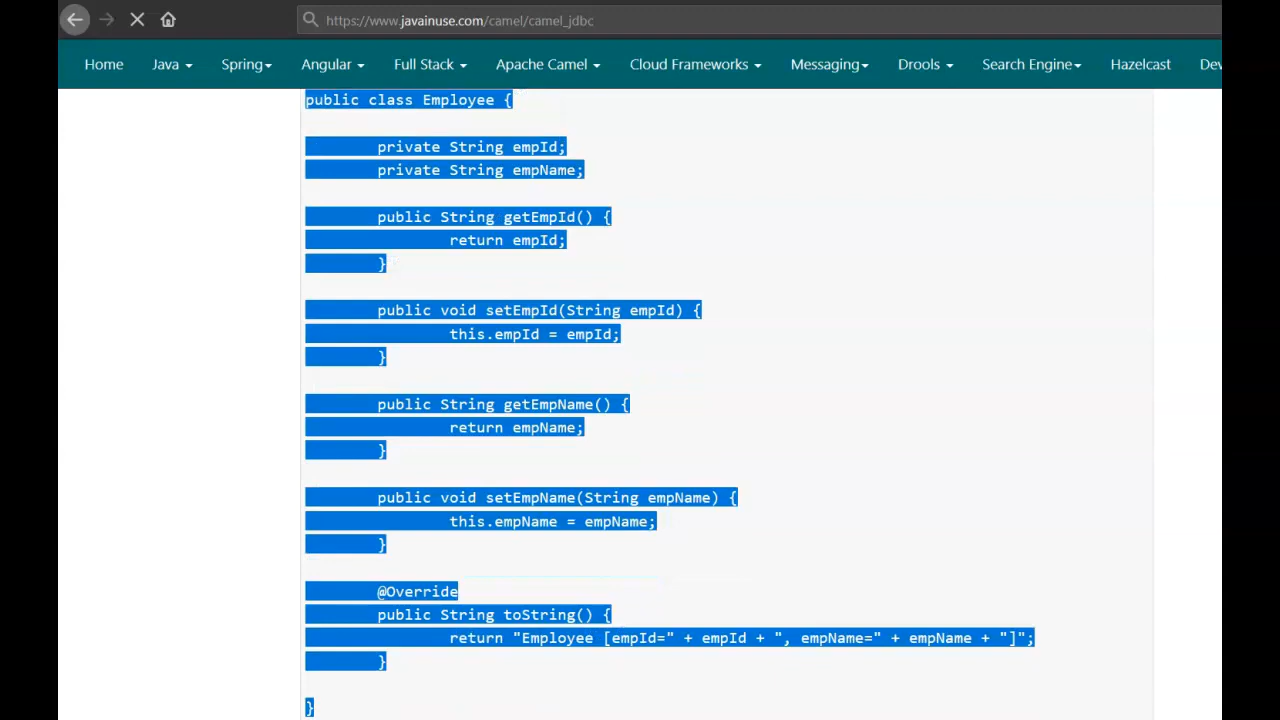 https://www.javainuse.com/camel/camel_jdbc
Home Java Spring Angular Full Stack Apache Camel Cloud Frameworks Messaging Drools Search Engine Hazelcast Dev
public class Employee {
private String empId;
private String empName;
public String getEmpId() {
return empId;
}
public void setEmpId(String empId) {
this.empId = empId;
}
public String getEmpName() {
return empName;
}
public void setEmpName(String empName) {
this.empName = empName;
}
@Override
public String toString() {
return "Employee [empId=" + empId + ", empName=" + empName + "]";
}
}